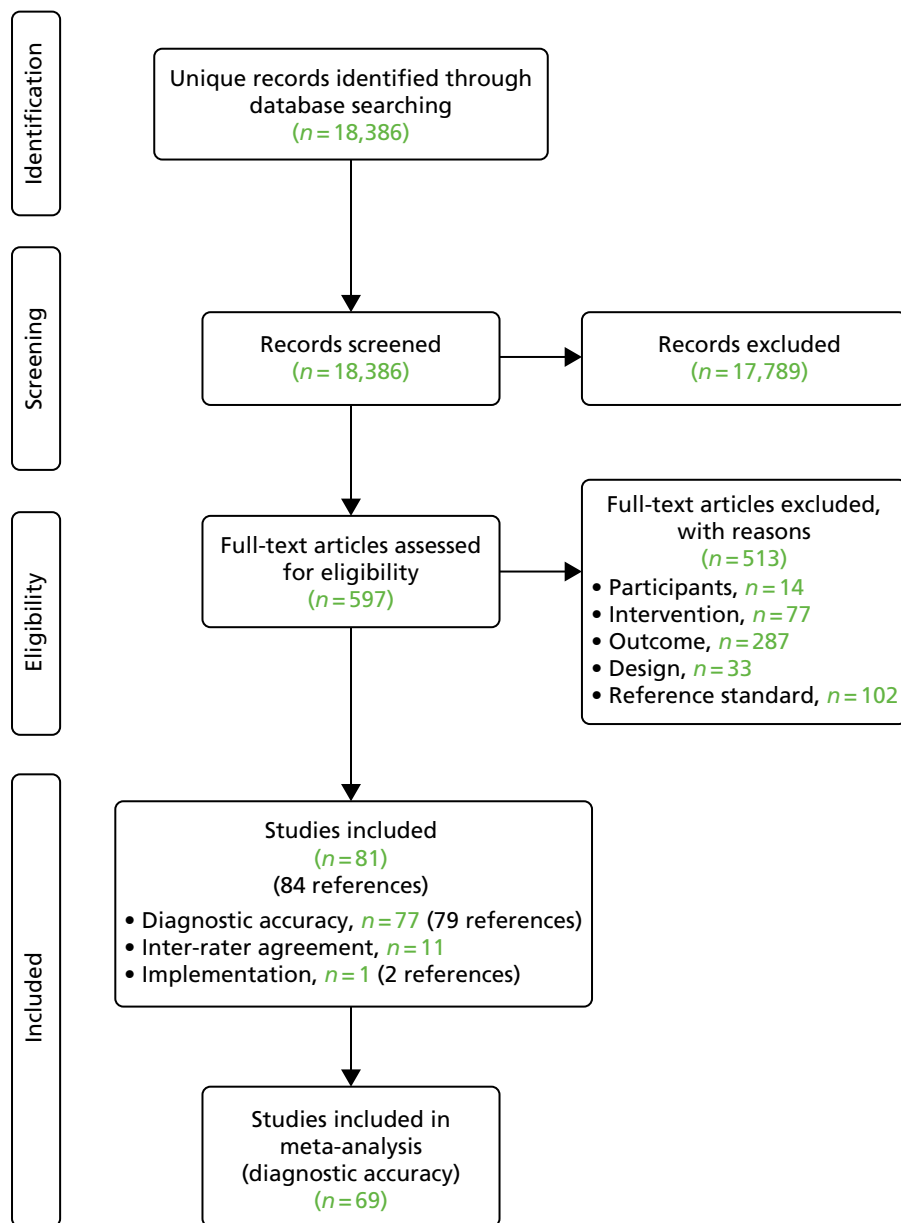 Identification
Unique records identified through
database searching
(n = 18,386)
Screening
Records screened
(n = 18,386)
Records excluded
(n = 17,789)
Eligibility
Full-text articles assessed
for eligibility
(n = 597)
Full-text articles excluded,
with reasons
(n = 513)
• Participants, n = 14
• Intervention, n = 77
• Outcome, n = 287
• Design, n = 33
• Reference standard, n = 102
Included
Studies included
(n = 81)
(84 references)
• Diagnostic accuracy, n = 77 (79 references)
• Inter-rater agreement, n = 11
• Implementation, n = 1 (2 references)
Studies included in
meta-analysis
(diagnostic accuracy)
(n = 69)